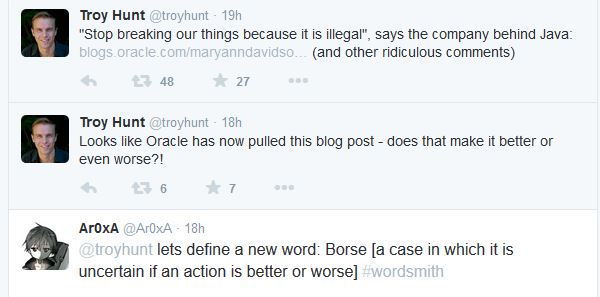 Troy Hunt @troyhunt · 19h
"Stop breaking our things because it is illegal", says the company behind Java:
blogs.oracle.com/maryanndavidso... (and other ridiculous comments)
48 27
Troy Hunt @troyhunt · 18h
Looks like Oracle has now pulled this blog post - does that make it better or
even worse?!
6 7
Ar0xA @Ar0xA · 18h
@troyhunt lets define a new word: Borse [a case in which it is
uncertain if an action is better or worse] #wordsmith